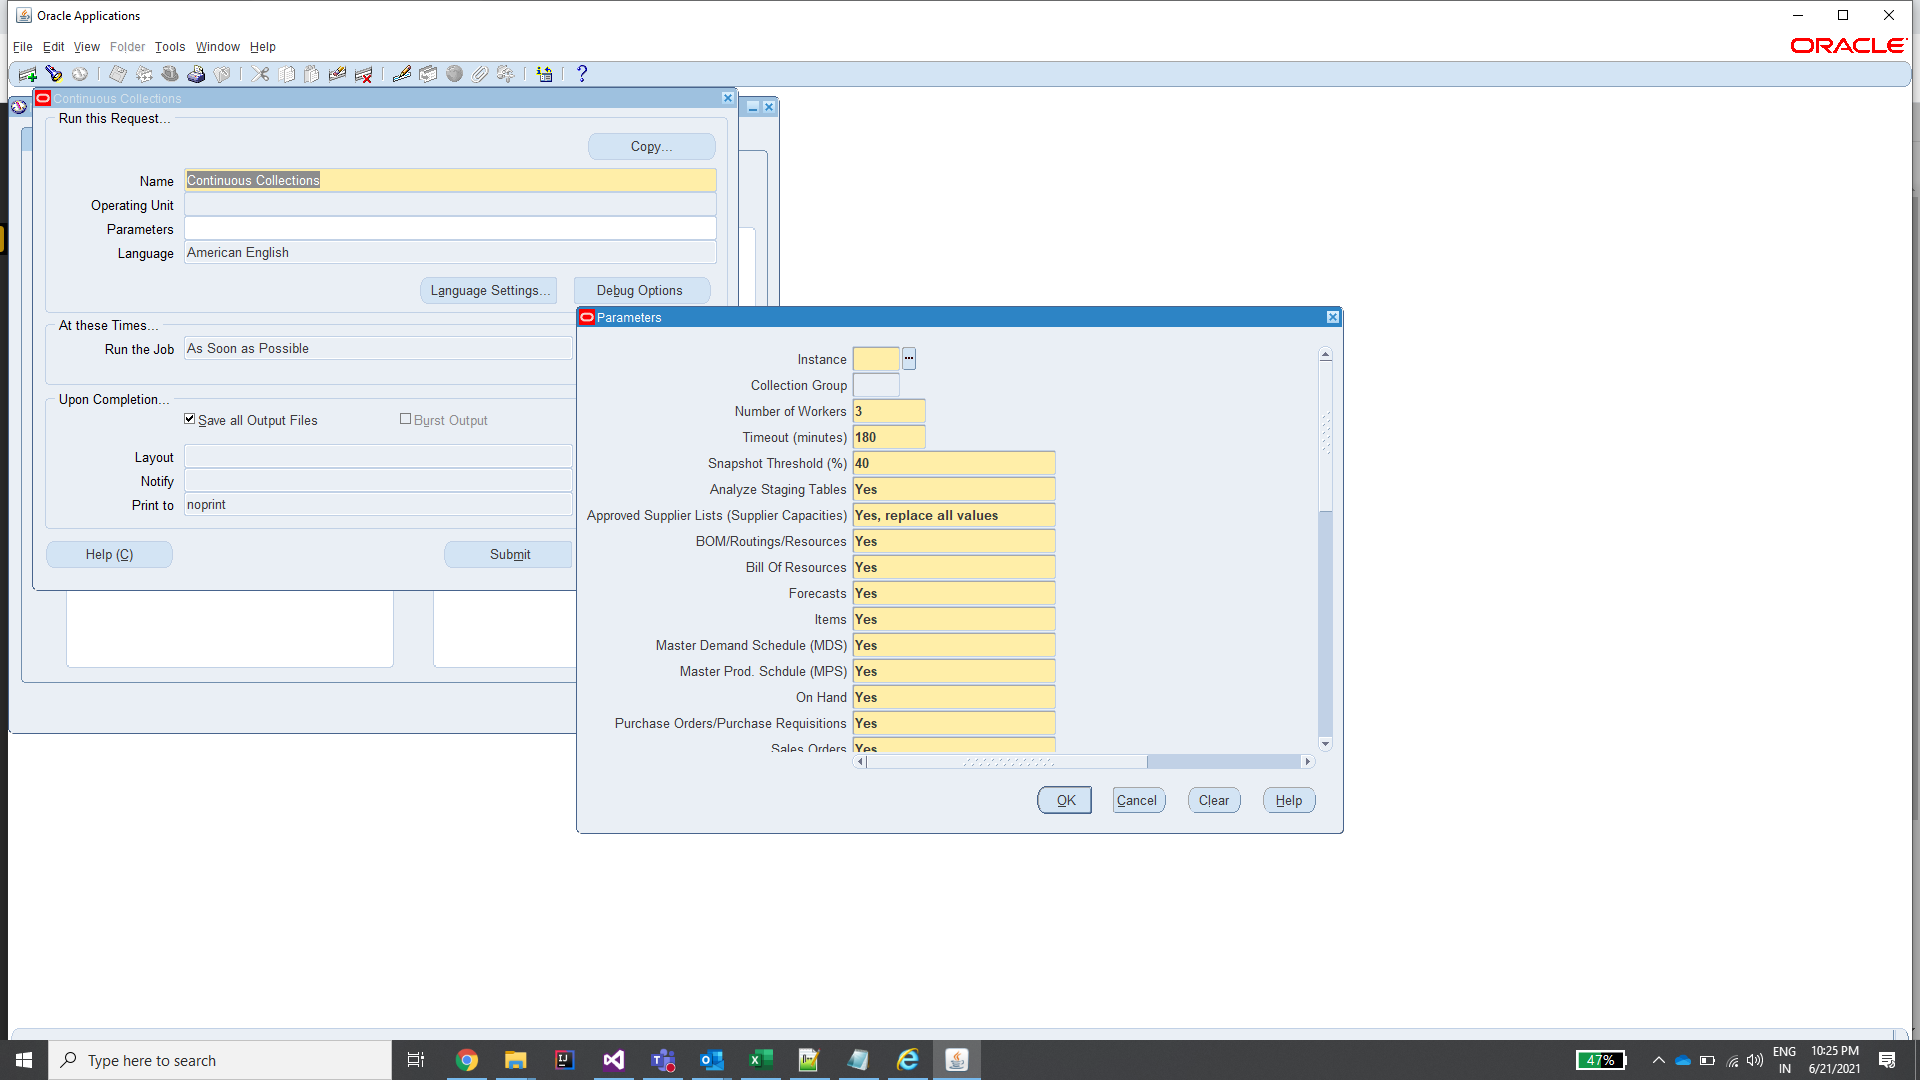 Oracle Applications
File Edit View Folder Tools Window Help
ORACLE
Continuous Collections
Run this Request...
Copy...
Name Continuous Collections
Operating Unit
Parameters
Language American English
Language Settings... Debug Options
At these Times...
Run the Job As Soon as Possible
Upon Completion...
Save all Output Files Burst Output
Layout
Notify
Print to noprint
Help (C) Submit
Parameters
Instance
Collection Group
Number of Workers 3
Timeout (minutes) 180
Snapshot Threshold (%) 40
Analyze Staging Tables Yes
Approved Supplier Lists (Supplier Capacities) Yes, replace all values
BOM/Routings/Resources Yes
Bill Of Resources Yes
Forecasts Yes
Items Yes
Master Demand Schedule (MDS) Yes
Master Prod. Schdule (MPS) Yes
On Hand Yes
Purchase Orders/Purchase Requisitions Yes
Sales Orders Yes
OK Cancel Clear Help
Type here to search
47%
ENG
IN
10:25 PM
6/21/2021